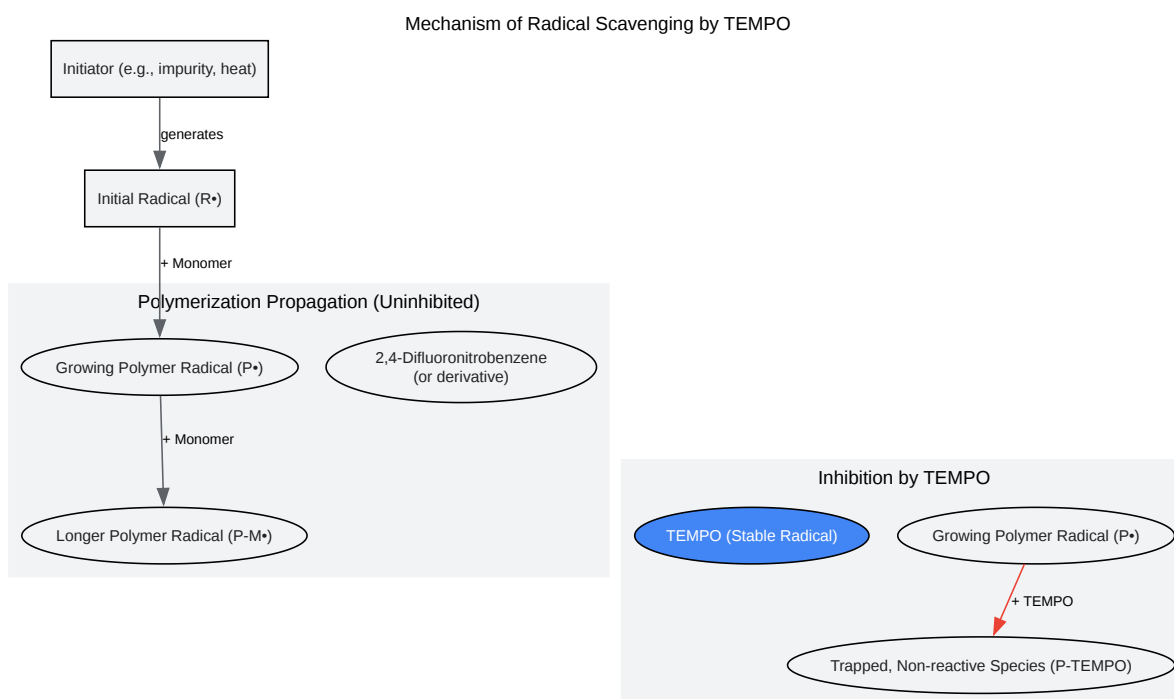 Mechanism of Radical Scavenging by TEMPO
Initiator (e.g., impurity, heat)
generates
Initial Radical (R•)
+ Monomer
Polymerization Propagation (Uninhibited)
Growing Polymer Radical (P•)
2,4-Difluoronitrobenzene
(or derivative)
+ Monomer
Longer Polymer Radical (P-M•)
Inhibition by TEMPO
TEMPO (Stable Radical)
Growing Polymer Radical (P•)
+ TEMPO
Trapped, Non-reactive Species (P-TEMPO)